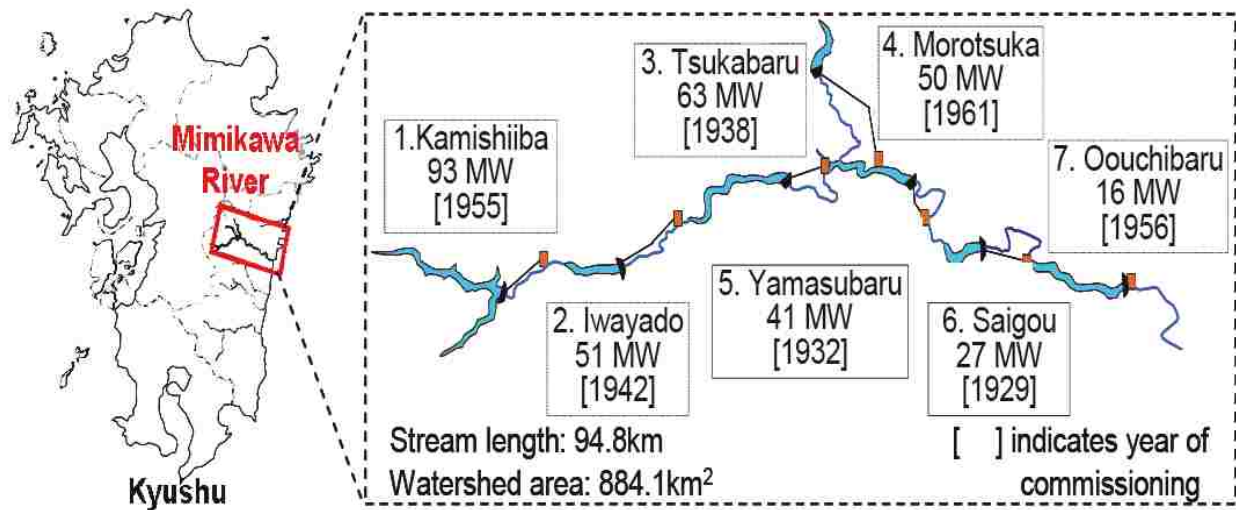 Mimikawa
River
Kyushu
1.Kamishiiba
93 MW
[1955]
2. Iwayado
51 MW
[1942]
3. Tsukabaru
63 MW
[1938]
4. Morotsuka
50 MW
[1961]
5. Yamasubaru
41 MW
[1932]
6. Saigou
27 MW
[1929]
7. Oouchibaru
16 MW
[1956]
Stream length: 94.8km
Watershed area: 884.1km²
[ ] indicates year of
commissioning